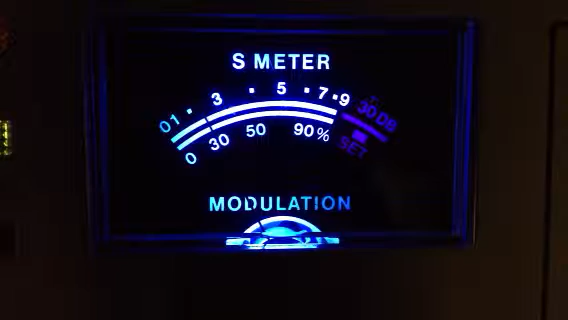 S METER
01 · 3 · 5 · 7 · 9 + 30 DB
0 30 50 90% SET
MODULATION